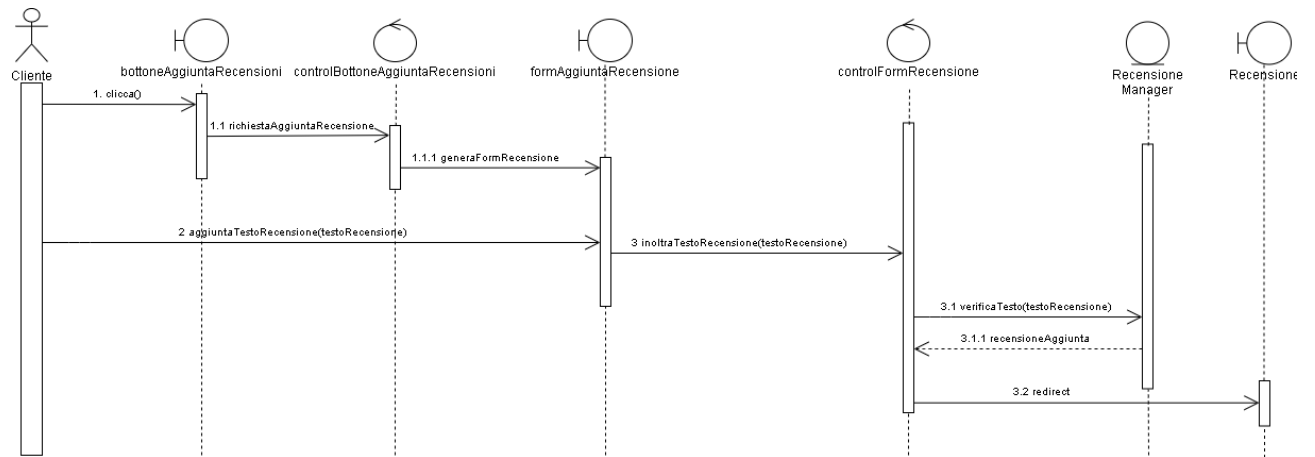 Cliente
bottoneAggiuntaRecensioni
controlBottoneAggiuntaRecensioni
formAggiuntaRecensione
controlFormRecensione
Recensione
Manager
Recensione
1. clicca()
1.1 richiestaAggiuntaRecensione
1.1.1 generaFormRecensione
2 aggiuntaTestoRecensione(testoRecensione)
3 inoltraTestoRecensione(testoRecensione)
3.1 verificaTesto(testoRecensione)
3.1.1 recensioneAggiunta
3.2 redirect